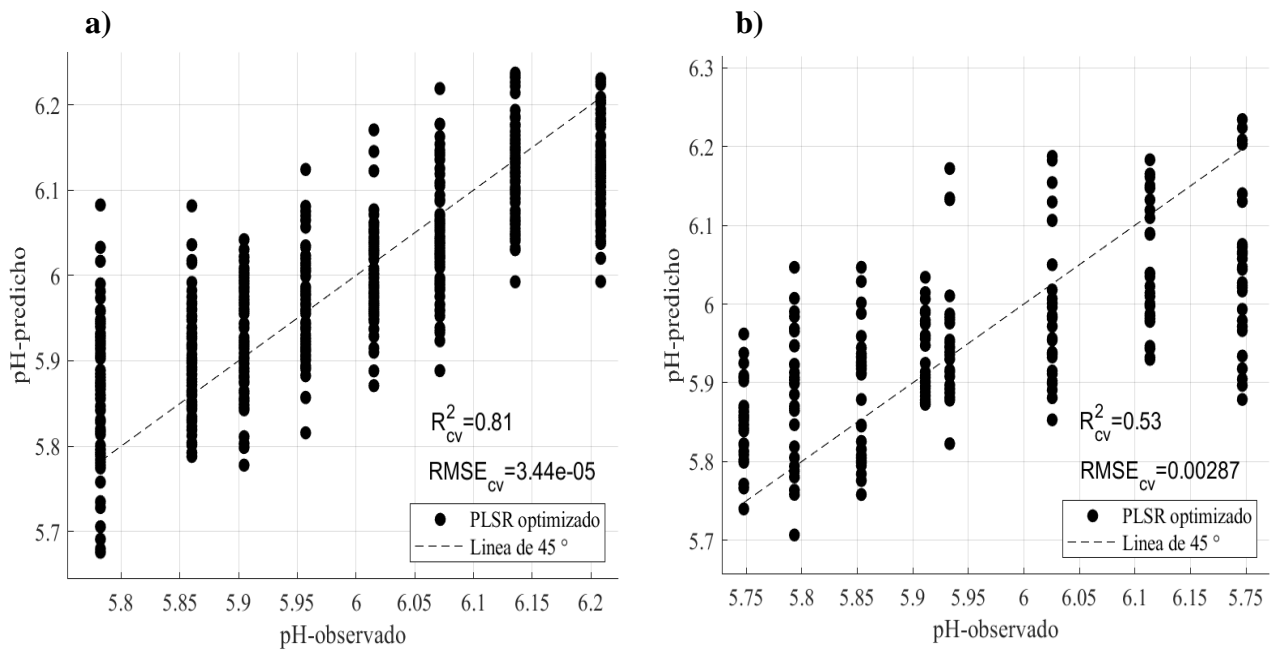 a)
6.2
6.1
6
5.9
5.8
5.7
pH-predicho
R²cv=0.81
RMSEcv=3.44e-05
PLSR optimizado
Linea de 45 °
5.8 5.85 5.9 5.95 6 6.05 6.1 6.15 6.2
pH-observado
b)
6.3
6.2
6.1
6
5.9
5.8
5.7
pH-predicho
R²cv=0.53
RMSEcv=0.00287
PLSR optimizado
Linea de 45 °
5.75 5.8 5.85 5.9 5.95 6 6.05 6.1 6.15 5.75
pH-observado